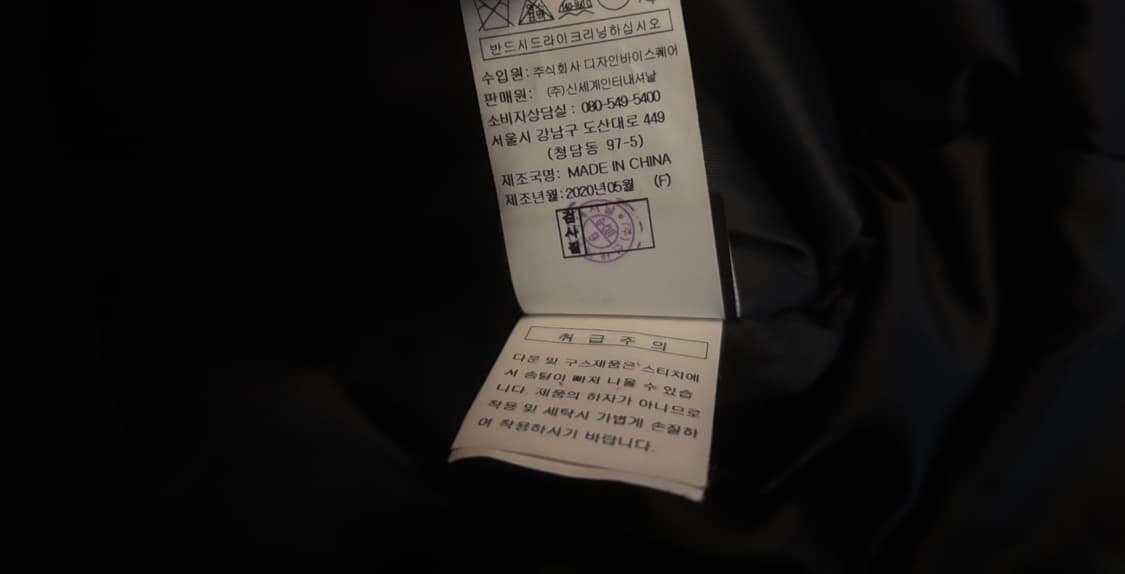 반드시드라이크리닝하십시오
수입원: 주식회사 디자인바이스퀘어
판매원: (주)신세계인터내셔날
소비자상담실 : 080-549-5400
서울시 강남구 도산대로 449
(청담동 97-5)
제조국명: MADE IN CHINA
제조년월: 2020년05월 (F)
검사필
취급주의
다운 및 구스제품은 스티치에
서 솜털이 빠져 나올 수 있습
니다. 제품의 하자가 아니므로
착용 및 세탁시 가볍게 손질하
여 착용하시기 바랍니다.